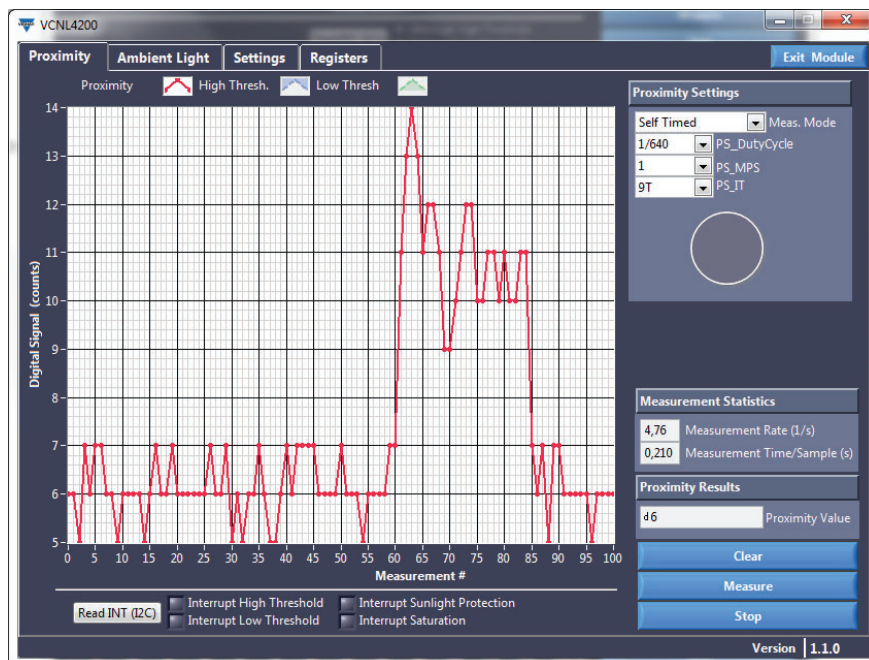 VCNL4200
Proximity Ambient Light Settings Registers Exit Module
Proximity High Thresh. Low Thresh
Proximity Settings
Self Timed Meas. Mode
1/640 PS_DutyCycle
1 PS_MPS
9T PS_IT
Digital Signal (counts)
14
13
12
11
10
9
8
7
6
5
0 5 10 15 20 25 30 35 40 45 50 55 60 65 70 75 80 85 90 95 100
Measurement #
Measurement Statistics
4,76 Measurement Rate (1/s)
0,210 Measurement Time/Sample (s)
Proximity Results
d6 Proximity Value
Clear
Measure
Stop
Read INT (I2C)
Interrupt High Threshold Interrupt Sunlight Protection
Interrupt Low Threshold Interrupt Saturation
Version 1.1.0